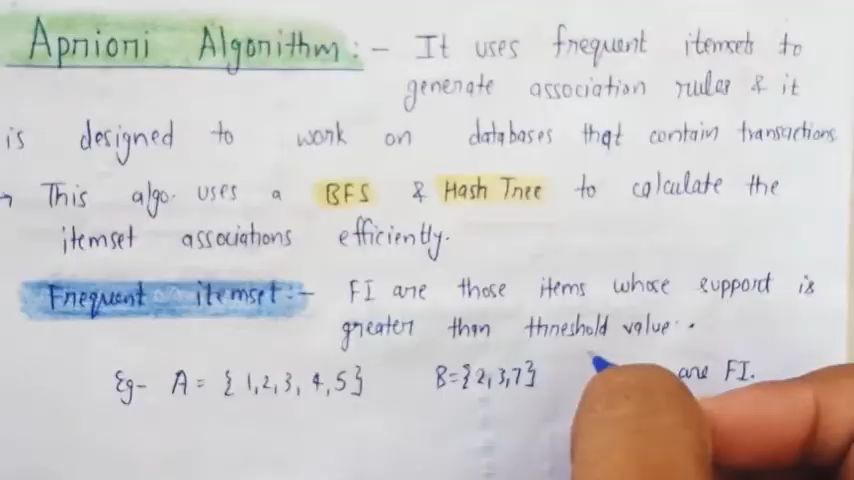 Apriori Algorithm :- It uses frequent itemsets to
generate association rules & it
is designed to work on databases that contain transactions
→ This algo. uses a BFS & Hash Tree to calculate the
itemset associations efficiently.
Frequent itemset :- FI are those items whose support is
greater than threshold value.
Eg- A = { 1,2,3, 4,5} B={2,3,7} are FI.